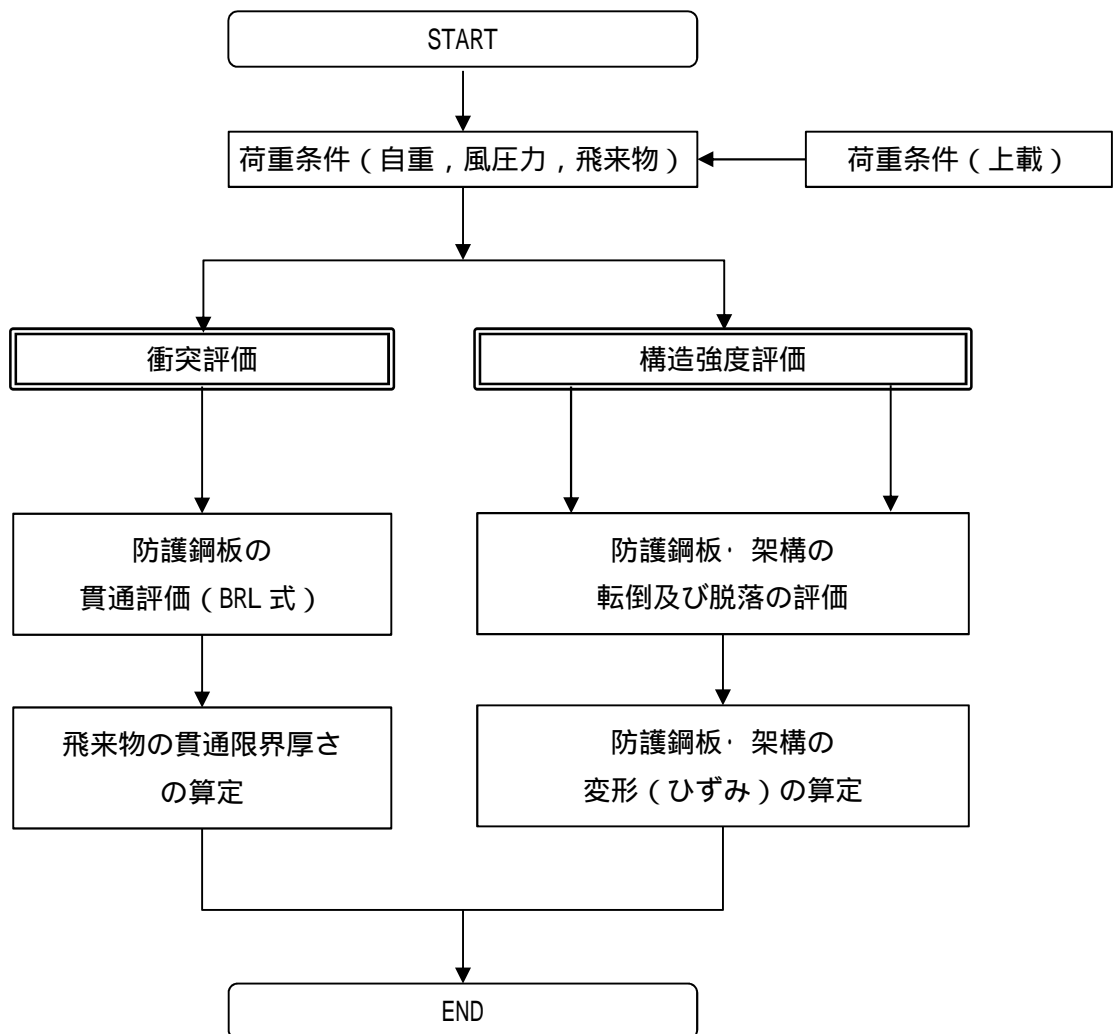 START
荷重条件（自重，風圧力，飛来物）
荷重条件（上載）
衝突評価
構造強度評価
防護鋼板の
貫通評価（BRL 式）
防護鋼板・架構の
転倒及び脱落の評価
飛来物の貫通限界厚さ
の算定
防護鋼板・架構の
変形（ひずみ）の算定
END